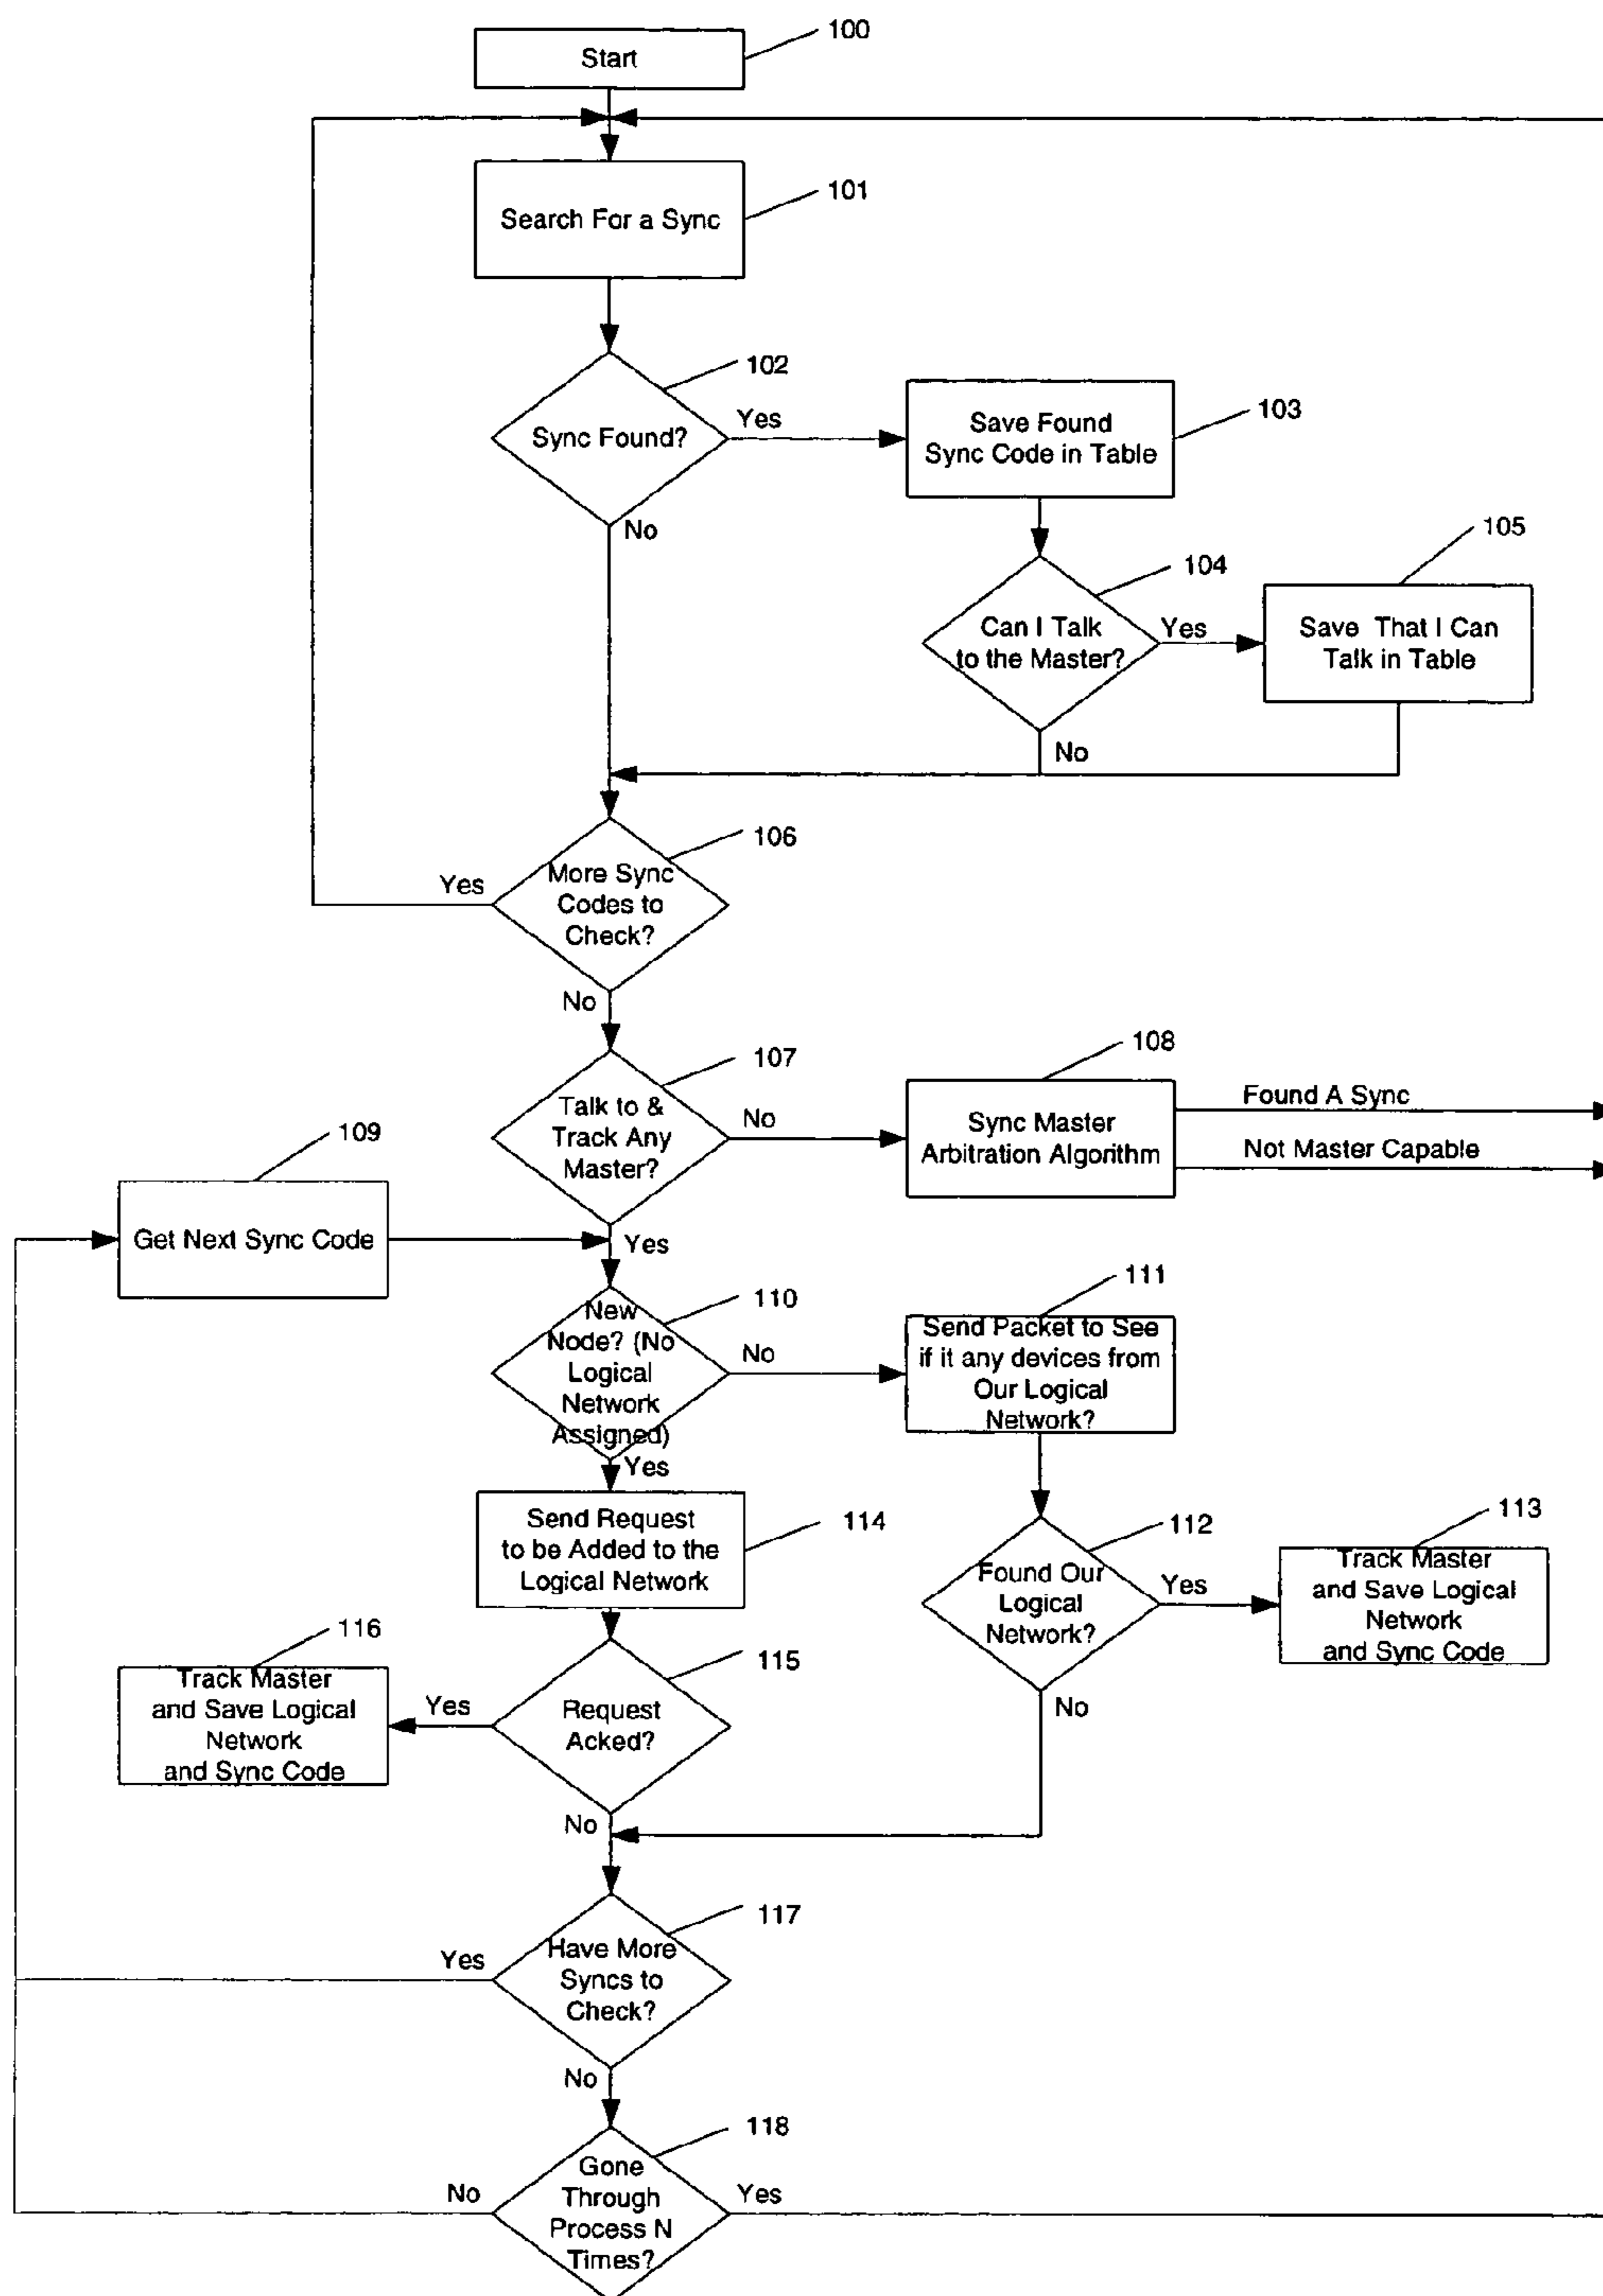 100
Start
101
Search For a Sync
102
Sync Found?
Yes
No
103
Save Found
Sync Code in Table
104
Can I Talk
to the Master?
Yes
No
105
Save That I Can
Talk in Table
106
More Sync
Codes to
Check?
Yes
No
107
Talk to &
Track Any
Master?
No
Yes
108
Sync Master
Arbitration Algorithm
Found A Sync
Not Master Capable
109
Get Next Sync Code
110
New
Node? (No
Logical
Network
Assigned)
No
Yes
111
Send Packet to See
if it any devices from
Our Logical
Network?
112
Found Our
Logical
Network?
Yes
No
113
Track Master
and Save Logical
Network
and Sync Code
114
Send Request
to be Added to the
Logical Network
115
Request
Acked?
Yes
No
116
Track Master
and Save Logical
Network
and Sync Code
117
Have More
Syncs to
Check?
Yes
No
118
Gone
Through
Process N
Times?
No
Yes